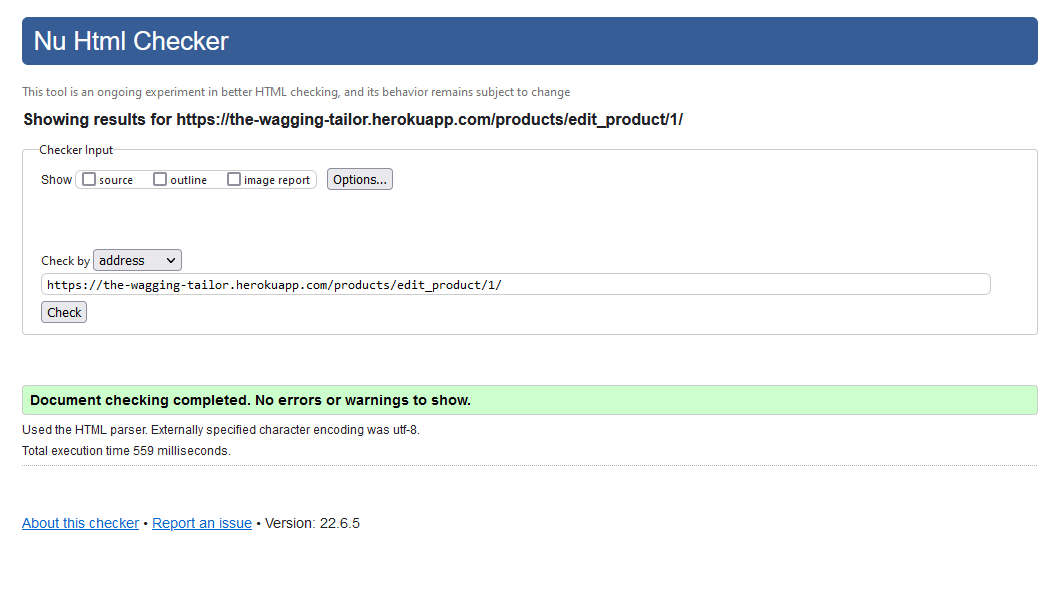 Nu Html Checker
This tool is an ongoing experiment in better HTML checking, and its behavior remains subject to change
Showing results for https://the-wagging-tailor.herokuapp.com/products/edit_product/1/
Checker Input
Show source outline image report Options...
Check by address
https://the-wagging-tailor.herokuapp.com/products/edit_product/1/
Check
Document checking completed. No errors or warnings to show.
Used the HTML parser. Externally specified character encoding was utf-8.
Total execution time 559 milliseconds.
About this checker • Report an issue • Version: 22.6.5